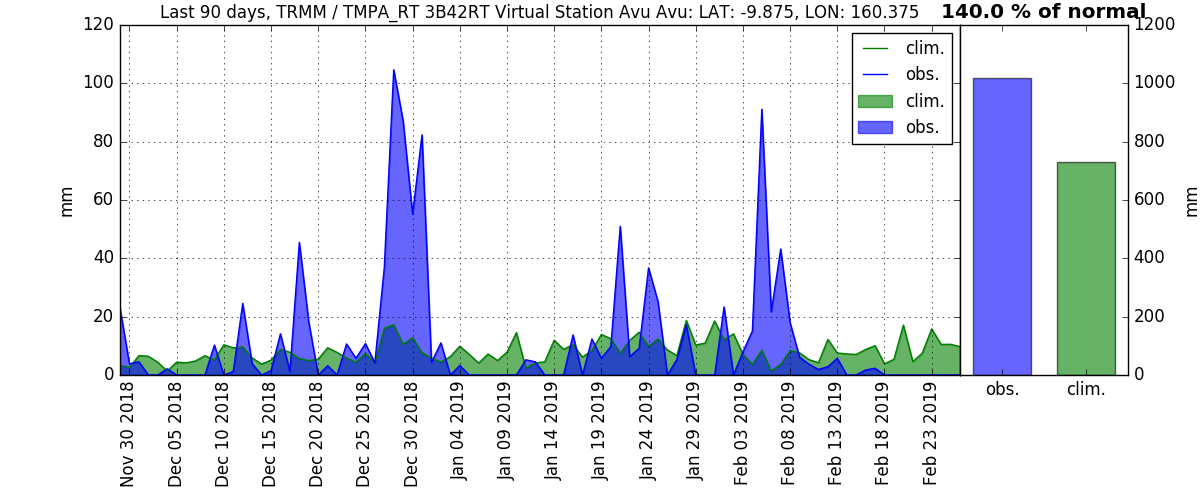 Last 90 days, TRMM / TMPA_RT 3B42RT Virtual Station Avu Avu: LAT: -9.875, LON: 160.375
140.0 % of normal
120
100
80
60
40
20
0
mm
clim.
obs.
clim.
obs.
1200
1000
800
600
400
200
0
mm
obs.
clim.
Nov 30 2018
Dec 05 2018
Dec 10 2018
Dec 15 2018
Dec 20 2018
Dec 25 2018
Dec 30 2018
Jan 04 2019
Jan 09 2019
Jan 14 2019
Jan 19 2019
Jan 24 2019
Jan 29 2019
Feb 03 2019
Feb 08 2019
Feb 13 2019
Feb 18 2019
Feb 23 2019